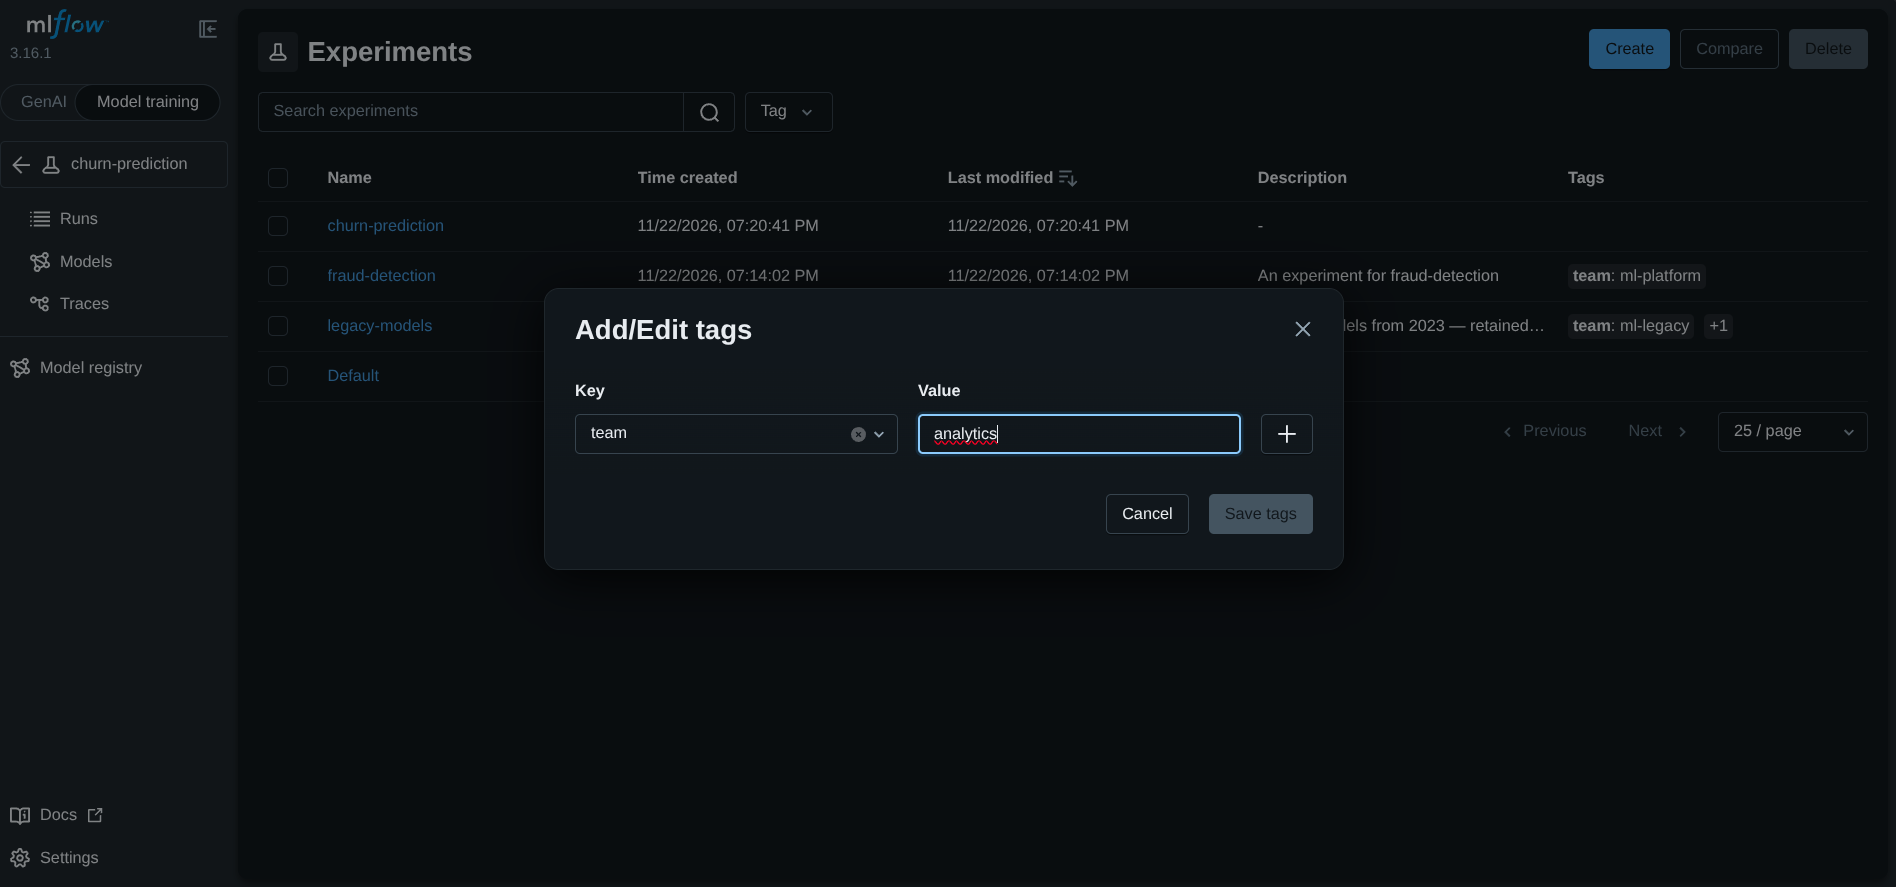 mlflow
3.16.1
GenAI Model training
churn-prediction
Runs
Models
Traces
Model registry
Docs
Settings
Experiments
Create Compare Delete
Search experiments Tag
Name Time created Last modified Description Tags
churn-prediction 11/22/2026, 07:20:41 PM 11/22/2026, 07:20:41 PM -
fraud-detection 11/22/2026, 07:14:02 PM 11/22/2026, 07:14:02 PM An experiment for fraud-detection team: ml-platform
legacy-models from 2023 — retained… team: ml-legacy +1
Default
Previous Next 25 / page
Add/Edit tags
Key Value
team analytics
Cancel Save tags